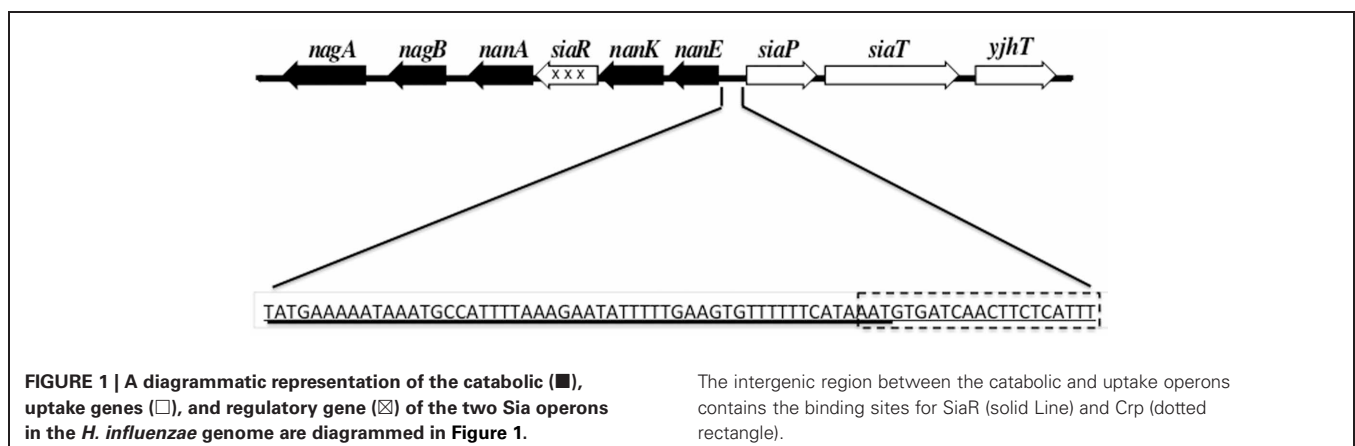 nagA nagB nanA siaR nanK nanE siaP siaT yjhT
x x x
TATGAAAAATAAATGCCATTTTAAAGAATATTTTTGAAGTGTTTTTTCATAAATGTGATCAACTTCTCATTT
FIGURE 1 | A diagrammatic representation of the catabolic (■),
uptake genes (□), and regulatory gene (☒) of the two Sia operons
in the H. influenzae genome are diagrammed in Figure 1.
The intergenic region between the catabolic and uptake operons
contains the binding sites for SiaR (solid Line) and Crp (dotted
rectangle).